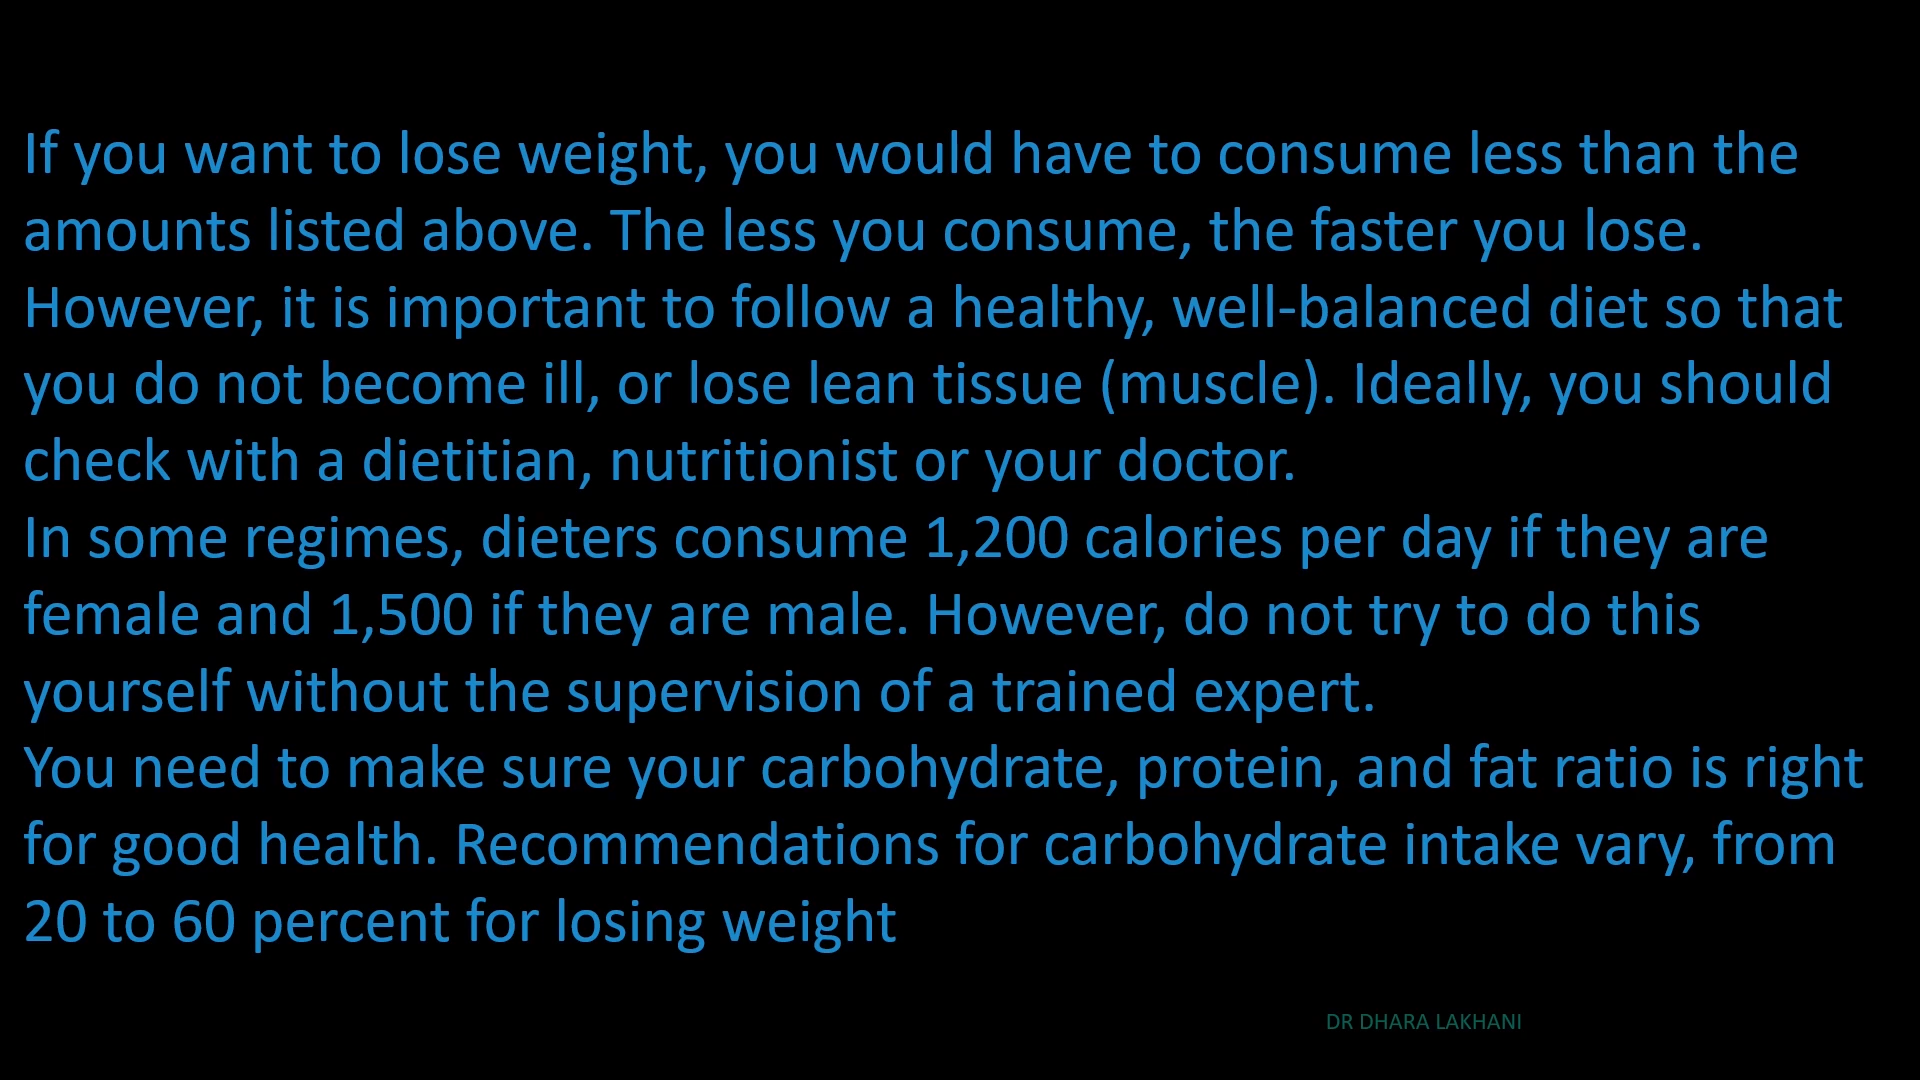 If you want to lose weight, you would have to consume less than the
amounts listed above. The less you consume, the faster you lose.
However, it is important to follow a healthy, well-balanced diet so that
you do not become ill, or lose lean tissue (muscle). Ideally, you should
check with a dietitian, nutritionist or your doctor.
In some regimes, dieters consume 1,200 calories per day if they are
female and 1,500 if they are male. However, do not try to do this
yourself without the supervision of a trained expert.
You need to make sure your carbohydrate, protein, and fat ratio is right
for good health. Recommendations for carbohydrate intake vary, from
20 to 60 percent for losing weight
DR DHARA LAKHANI